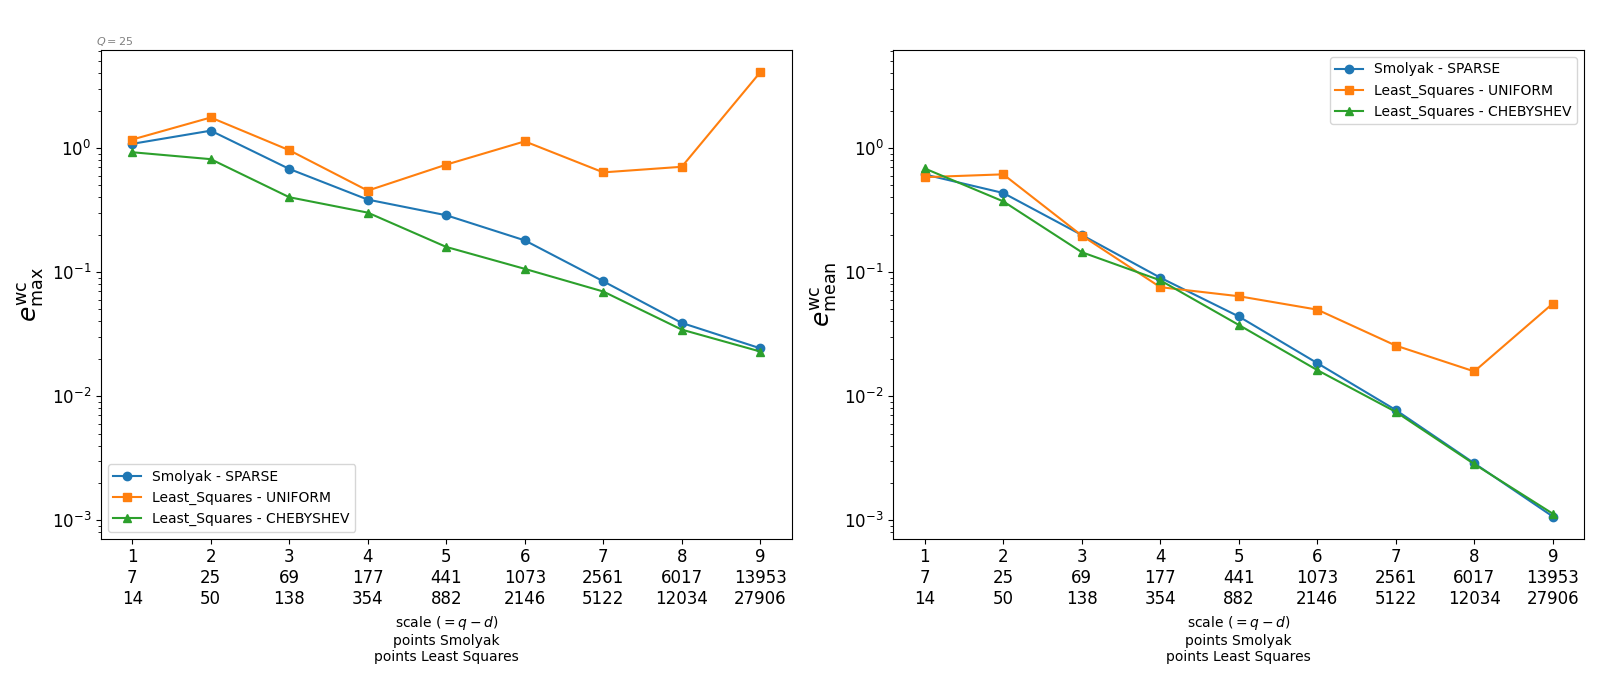 Q = 25
10⁰
10⁻¹
10⁻²
10⁻³
e^wc_max
Smolyak - SPARSE
Least_Squares - UNIFORM
Least_Squares - CHEBYSHEV
1 2 3 4 5 6 7 8 9
7 25 69 177 441 1073 2561 6017 13953
14 50 138 354 882 2146 5122 12034 27906
scale (= q − d)
points Smolyak
points Least Squares
10⁰
10⁻¹
10⁻²
10⁻³
e^wc_mean
Smolyak - SPARSE
Least_Squares - UNIFORM
Least_Squares - CHEBYSHEV
1 2 3 4 5 6 7 8 9
7 25 69 177 441 1073 2561 6017 13953
14 50 138 354 882 2146 5122 12034 27906
scale (= q − d)
points Smolyak
points Least Squares